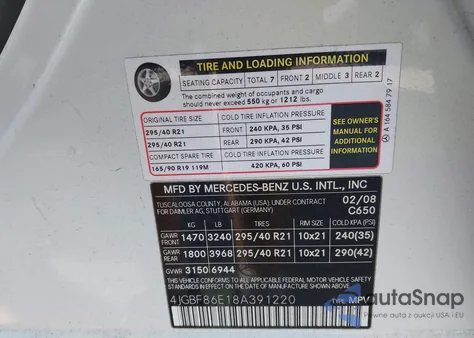 TIRE AND LOADING INFORMATION
SEATING CAPACITY TOTAL 7 FRONT 2 MIDDLE 3 REAR 2
The combined weight of occupants and cargo
should never exceed 550 kg or 1212 lbs.
ORIGINAL TIRE SIZE COLD TIRE INFLATION PRESSURE
295/40 R21 FRONT 240 KPA, 35 PSI
295/40 R21 REAR 290 KPA, 42 PSI
COMPACT SPARE TIRE COLD TIRE INFLATION PRESSURE
165/90 R19 119M 420 KPA, 60 PSI
SEE OWNER'S
MANUAL FOR
ADDITIONAL
INFORMATION
A 164 584 79 17
MFD BY MERCEDES-BENZ U.S. INTL., INC
TUSCALOOSA COUNTY, ALABAMA (USA) UNDER CONTRACT
FOR DAIMLER AG, STUTTGART (GERMANY)
02/08
C650
KG LB TIRES RIM SIZE COLD KPA (PSI)
GAWR FRONT 1470 3240 295/40 R21 10x21 240(35)
GAWR REAR 1800 3968 295/40 R21 10x21 290(42)
GVWR 3150 6944
THIS VEHICLE CONFORMS TO ALL APPLICABLE FEDERAL MOTOR
VEHICLE SAFETY STANDARDS IN EFFECT ON THE DATE OF
MANUFACTURE SHOWN ABOVE.
4JGBF86E18A391220 TYPE: MPV
autoSnap
SALVAGE AUCTIONS USA / EU